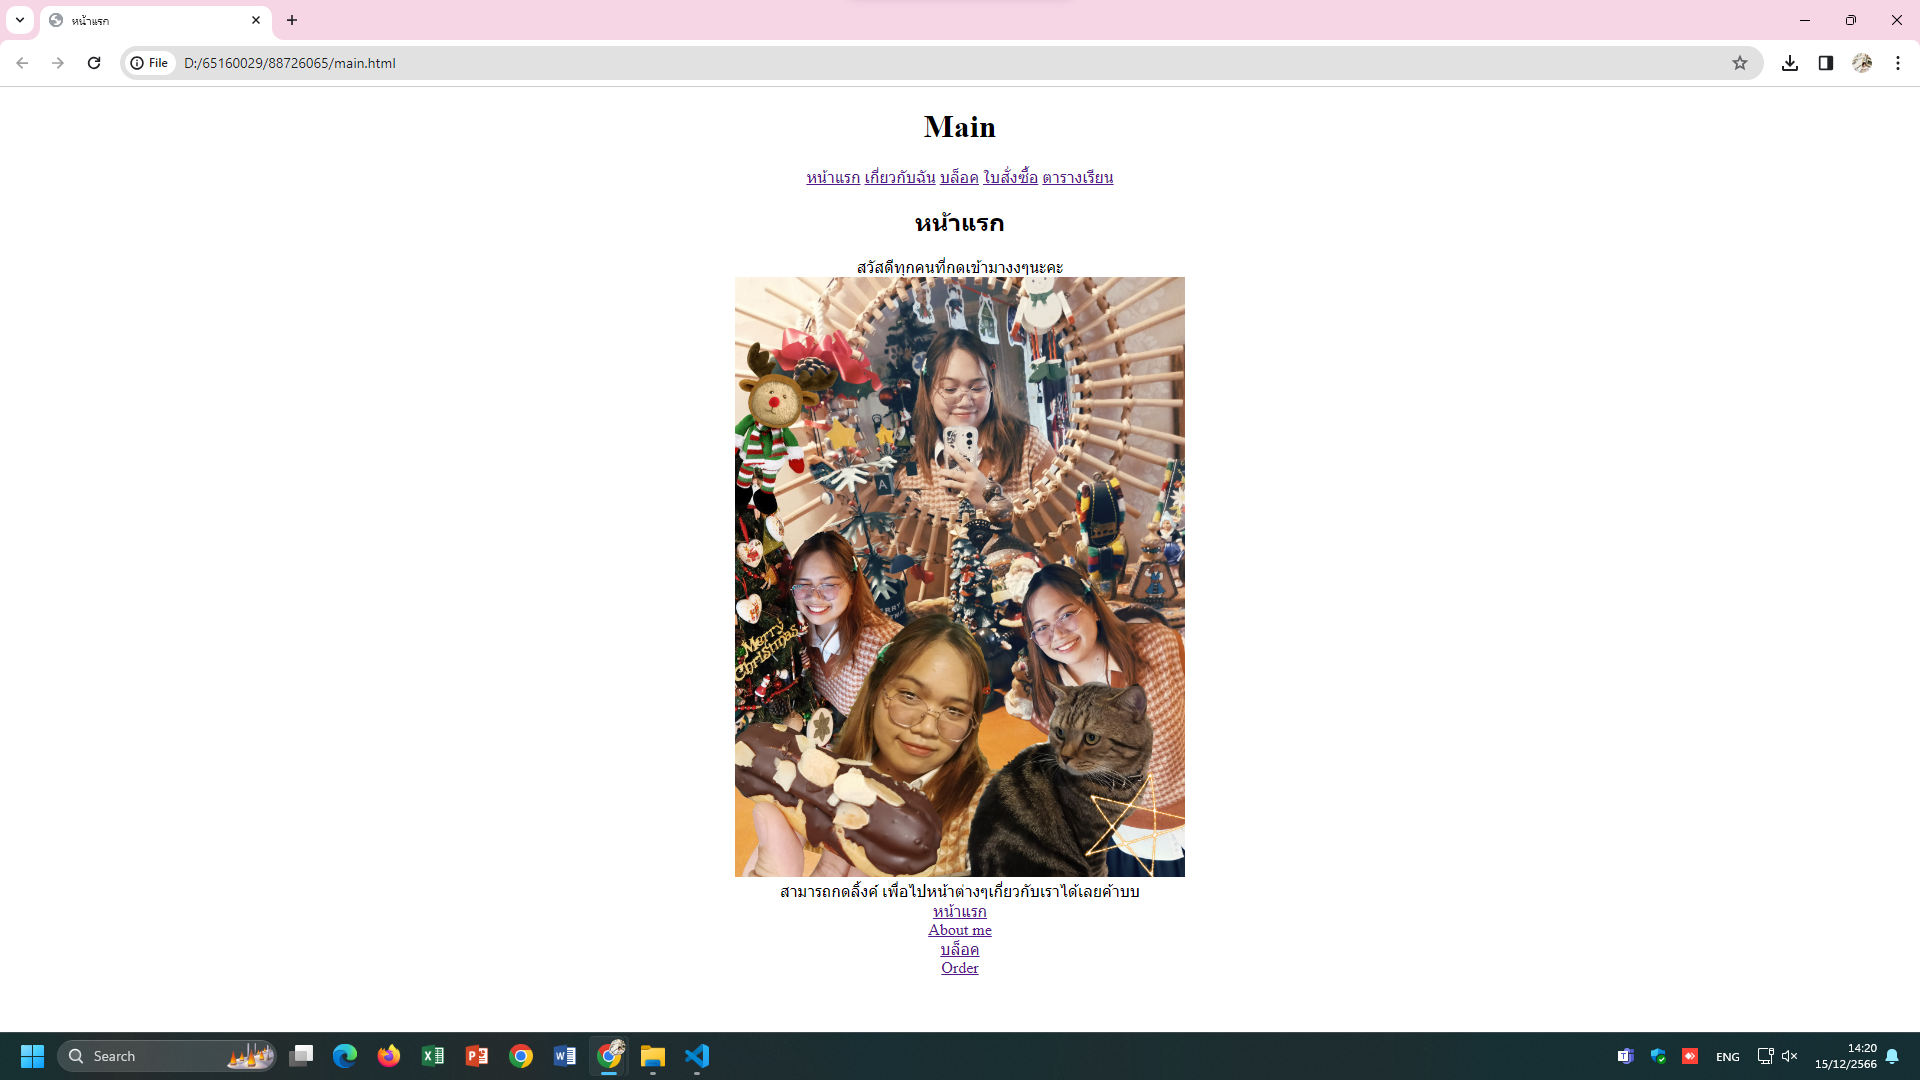 หน้าแรก
File D:/65160029/88726065/main.html
Main
หน้าแรก เกี่ยวกับฉัน บล็อค ใบสั่งซื้อ ตารางเรียน
หน้าแรก
สวัสดีทุกคนที่กดเข้ามางงๆนะคะ
A
Merry
Christmas
สามารถกดลิ้งค์ เพื่อไปหน้าต่างๆเกี่ยวกับเราได้เลยค้าบบ
หน้าแรก
About me
บล็อค
Order
Search
ENG
14:20
15/12/2566